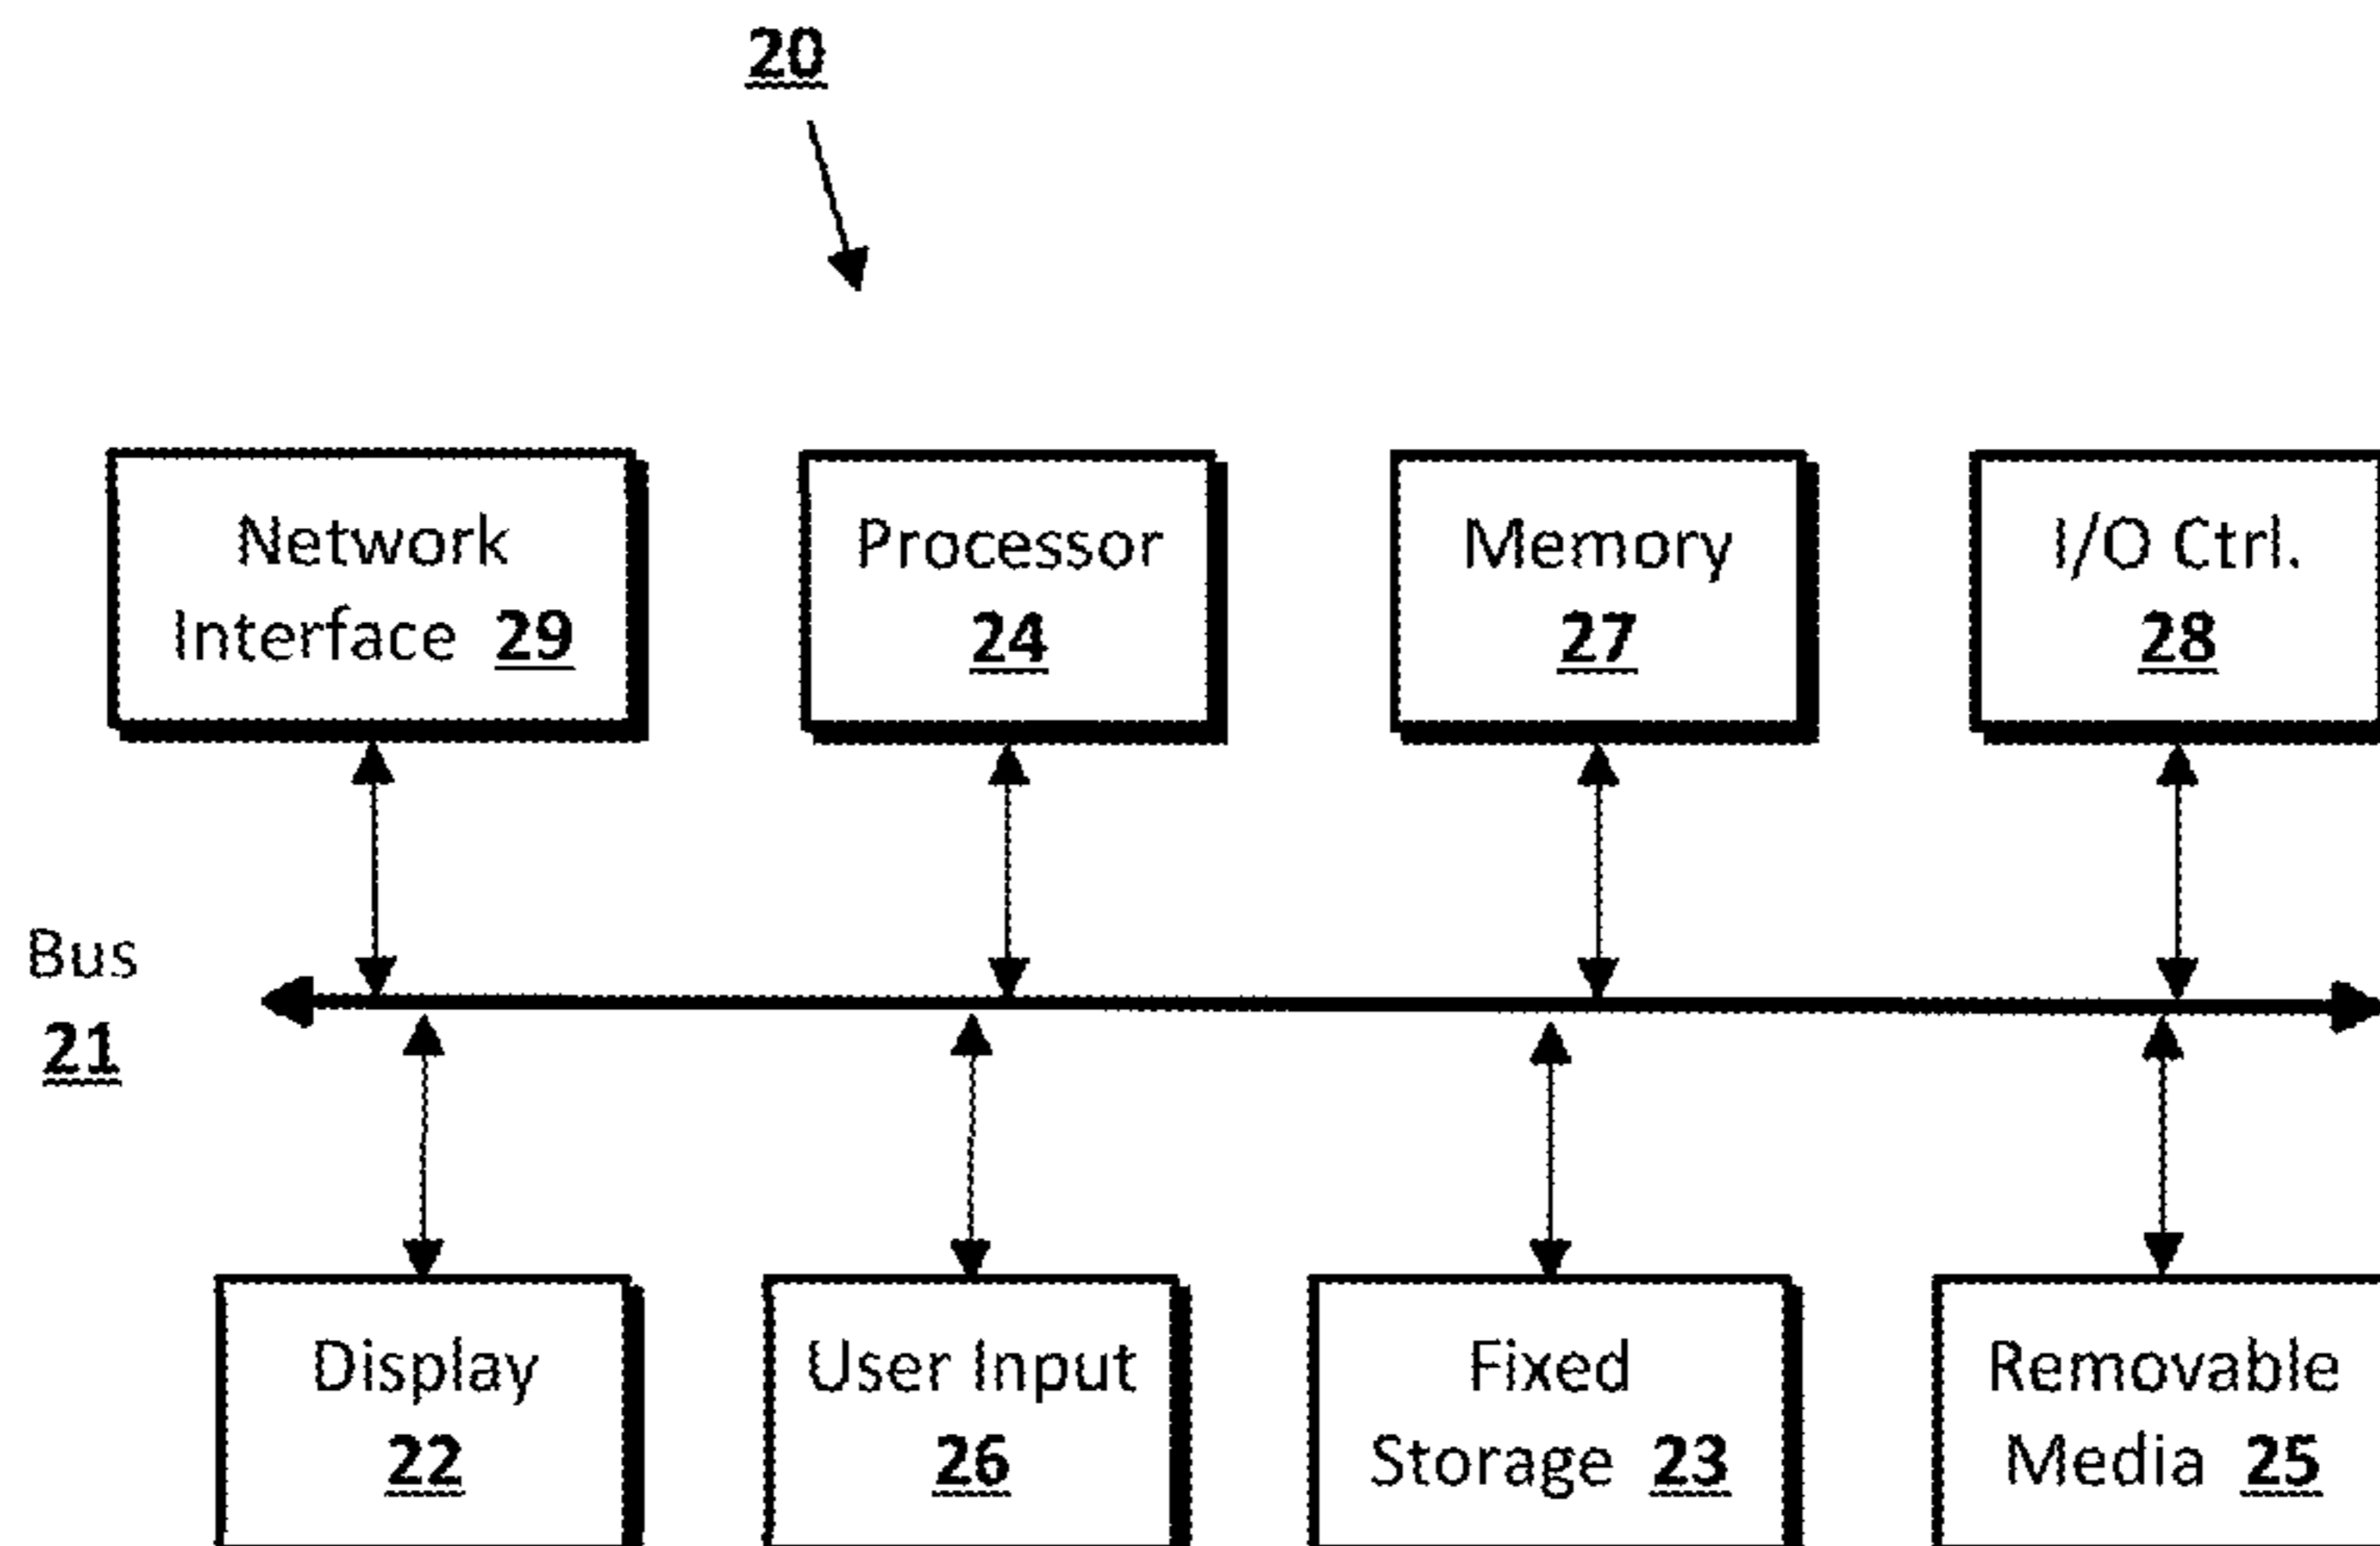 20
Network
Interface 29
Processor
24
Memory
27
I/O Ctrl.
28
Bus
21
Display
22
User Input
26
Fixed
Storage 23
Removable
Media 25